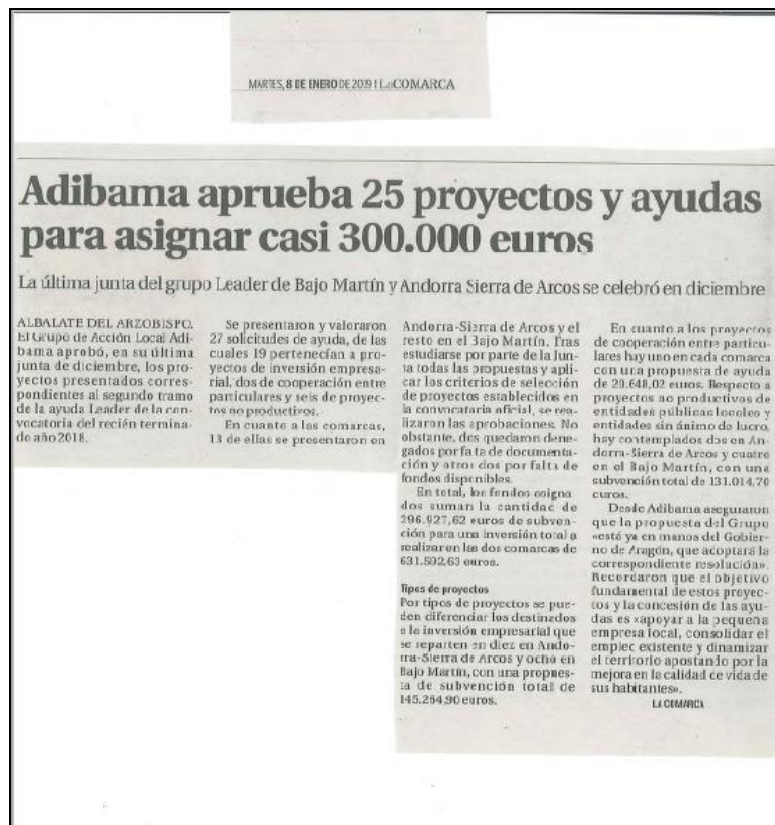 MARTES, 8 DE ENERO DE 2019 I LaCOMARCA
Adibama aprueba 25 proyectos y ayudas
para asignar casi 300.000 euros
La última junta del grupo Leader de Bajo Martín y Andorra Sierra de Arcos se celebró en diciembre
ALBALATE DEL ARZOBISPO.
El Grupo de Acción Local Adi-
bama aprobó, en su última
junta de diciembre, los pro-
yectos presentados corres-
pondientes al segundo tramo
de la ayuda Leader de la con-
vocatoria del recién termina-
do año 2018.
Se presentaron y valoraron
27 solicitudes de ayuda, de las
cuales 19 pertenecían a pro-
yectos de inversión empresa-
rial, dos de cooperación entre
particulares y seis de proyec-
tos no productivos.
En cuanto a las comarcas,
13 de ellas se presentaron en
Andorra-Sierra de Arcos y el
resto en el Bajo Martín. Tras
estudiarse por parte de la Jun-
ta todas las propuestas y apli-
car los criterios de selección
de proyectos establecidos en
la convocatoria oficial, se rea-
lizaron las aprobaciones. No
obstante, dos quedaron dene-
gados por falta de documenta-
ción y otros dos por falta de
fondos disponibles.
En total, los fondos asigna
dos suman la cantidad de
296.927,62 euros de subven-
ción para una inversión total a
realizar en las dos comarcas de
631.592,63 euros.
Tipos de proyectos
Por tipos de proyectos se pue-
den diferenciar los destinados
a la inversión empresarial que
se reparten en diez en Ando-
rra-Sierra de Arcos y ocho en
Bajo Martín, con una propues-
ta de subvención total de
145.264,90 euros.
En cuanto a los proyectos
de cooperación entre particu-
lares hay uno en cada comarca
con una propuesta de ayuda
de 20.648,02 euros. Respecto a
proyectos no productivos de
entidades públicas locales y
entidades sin ánimo de lucro,
hay contemplados dos en An-
dorra-Sierra de Arcos y cuatro
en el Bajo Martín, con una
subvención total de 131.014,70
euros.
Desde Adibama aseguraron
que la propuesta del Grupo
«está ya en manos del Gobier-
no de Aragón, que adoptará la
correspondiente resolución».
Recordaron que el objetivo
fundamental de estos proyec-
tos y la concesión de las ayu-
das es «apoyar a la pequeña
empresa local, consolidar el
empleo existente y dinamizar
el territorio apostando por la
mejora en la calidad de vida de
sus habitantes».
LA COMARCA